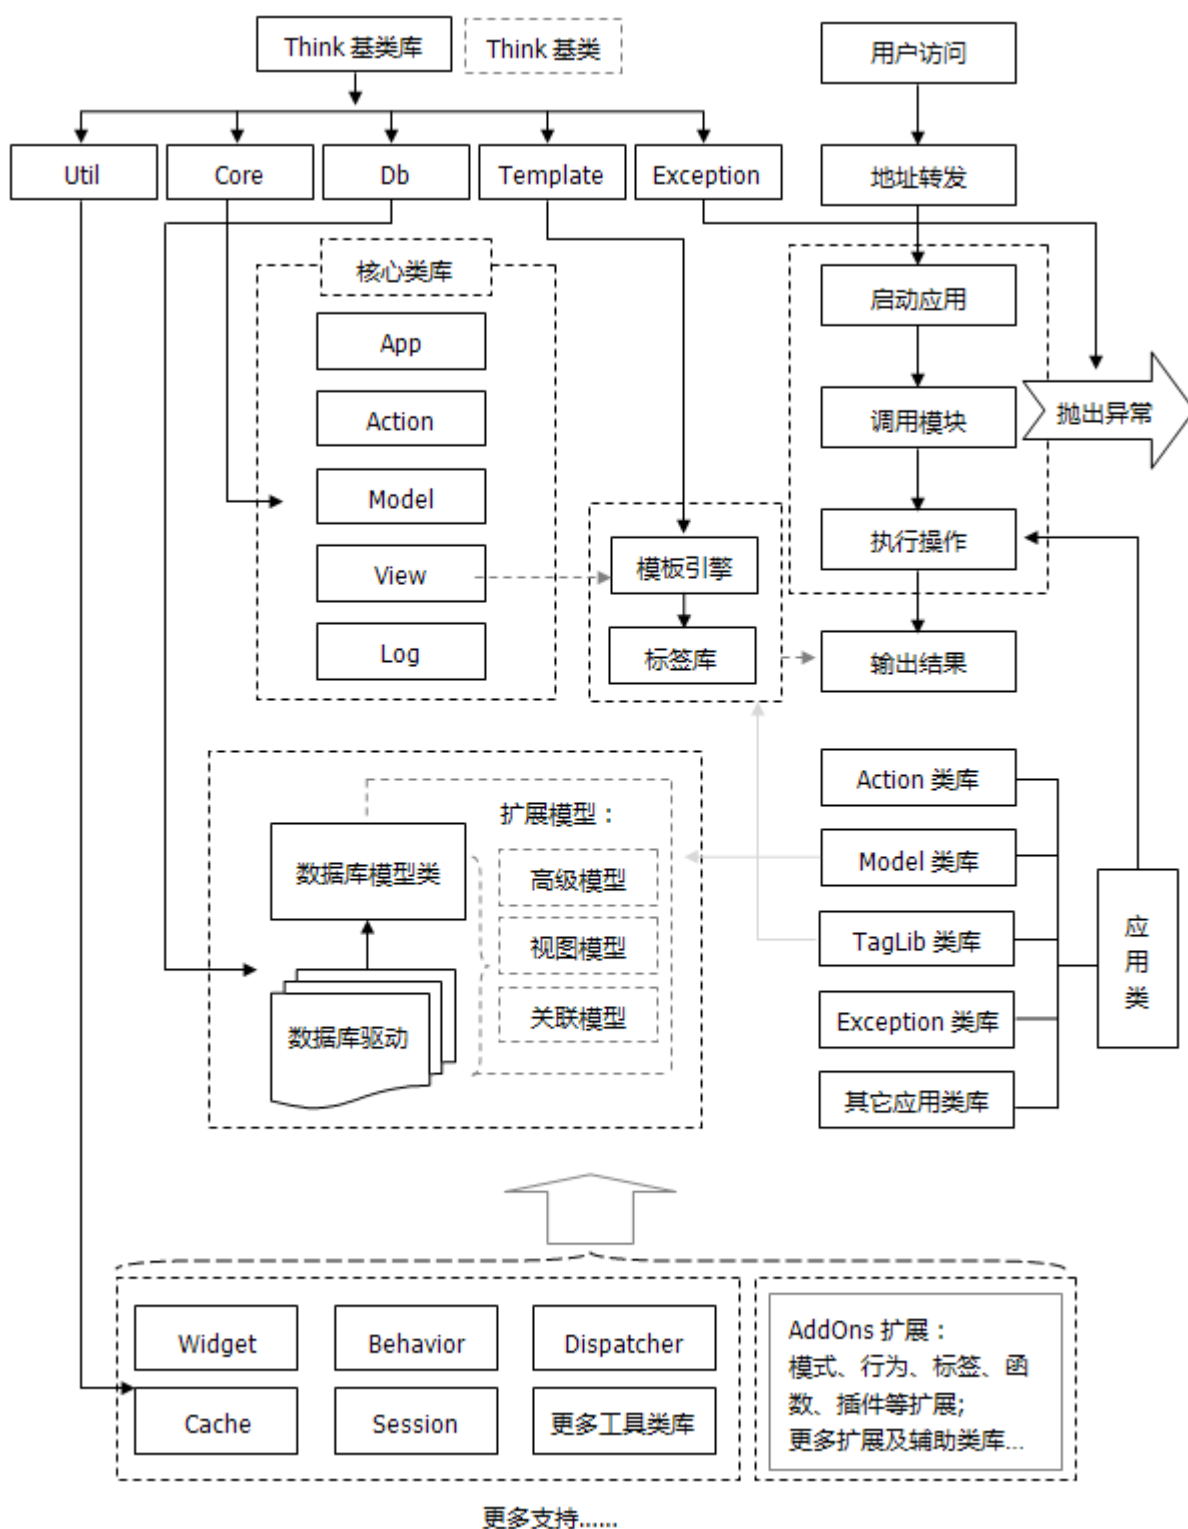 Think 基类库
Think 基类
用户访问
Util
Core
Db
Template
Exception
地址转发
核心类库
App
Action
Model
View
Log
模板引擎
标签库
启动应用
调用模块
抛出异常
执行操作
输出结果
扩展模型：
数据库模型类
高级模型
视图模型
关联模型
数据库驱动
Action 类库
Model 类库
TagLib 类库
Exception 类库
其它应用类库
应
用
类
Widget
Behavior
Dispatcher
Cache
Session
更多工具类库
AddOns 扩展：
模式、行为、标签、函
数、插件等扩展;
更多扩展及辅助类库...
更多支持......